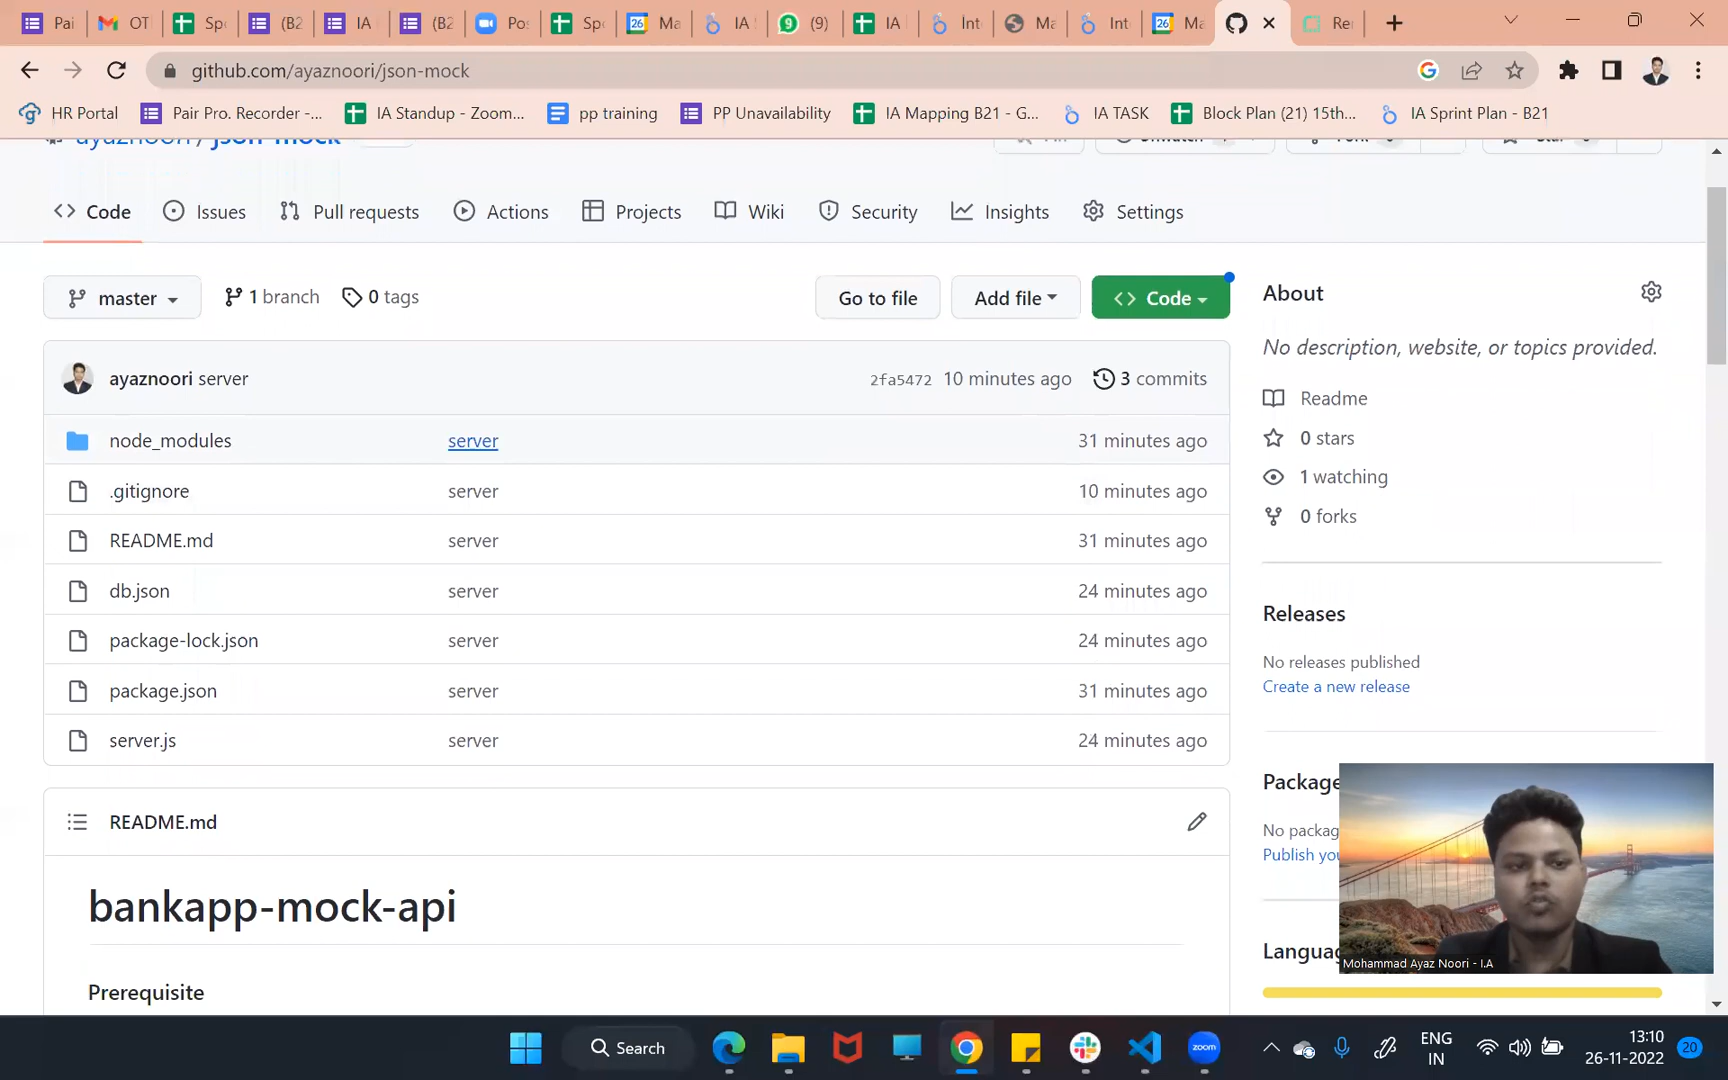 Pai
OT
Spe
(B2
IA
(B2
Pos
Spe
Ma
IA
(9)
IA
Int
Ma
Int
Ma
Re
github.com/ayaznoori/json-mock
HR Portal
Pair Pro. Recorder -...
IA Standup - Zoom...
pp training
PP Unavailability
IA Mapping B21 - G...
IA TASK
Block Plan (21) 15th...
IA Sprint Plan - B21
ayaznoori / json-mock
Code
Issues
Pull requests
Actions
Projects
Wiki
Security
Insights
Settings
master
1 branch
0 tags
Go to file
Add file
<> Code
About
No description, website, or topics provided.
ayaznoori server
2fa5472 10 minutes ago
3 commits
node_modules server 31 minutes ago
.gitignore server 10 minutes ago
README.md server 31 minutes ago
db.json server 24 minutes ago
package-lock.json server 24 minutes ago
package.json server 31 minutes ago
server.js server 24 minutes ago
Readme
0 stars
1 watching
0 forks
Releases
No releases published
Create a new release
Package
No packag
Publish you
Languag
README.md
bankapp-mock-api
Prerequisite
Mohammad Ayaz Noori - I.A
Search
zoom
ENG
IN
13:10
26-11-2022
20